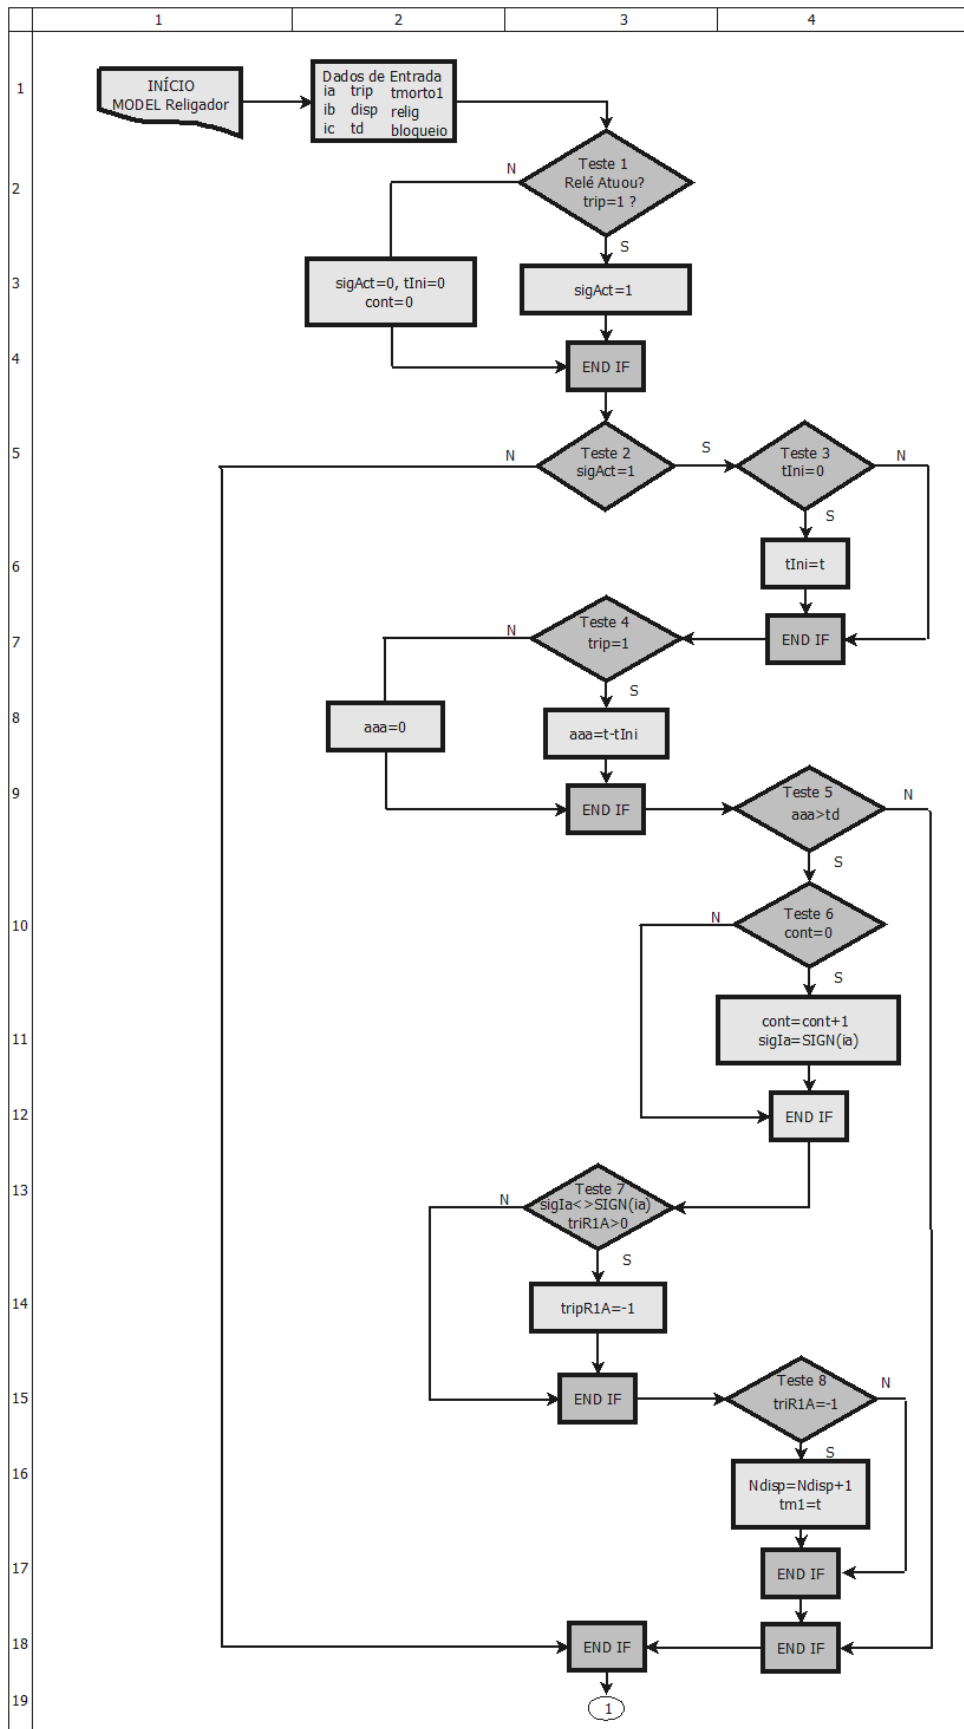 1 2 3 4
1
INÍCIO
MODEL Religador
Dados de Entrada
ia trip tmorto1
ib disp relig
ic td bloqueio
2
N
Teste 1
Relé Atuou?
trip=1 ?
S
3
sigAct=0, tIni=0
cont=0
sigAct=1
4
END IF
5
N
Teste 2
sigAct=1
S
Teste 3
tIni=0
N
S
6
tIni=t
7
N
Teste 4
trip=1
END IF
S
8
aaa=0
aaa=t-tIni
9
END IF
Teste 5
aaa>td
N
S
10
N
Teste 6
cont=0
S
11
cont=cont+1
sigIa=SIGN(ia)
12
END IF
13
N
Teste 7
sigIa<>SIGN(ia)
triR1A>0
S
14
tripR1A=-1
15
END IF
Teste 8
triR1A=-1
N
S
16
Ndisp=Ndisp+1
tm1=t
17
END IF
18
END IF
END IF
19
1